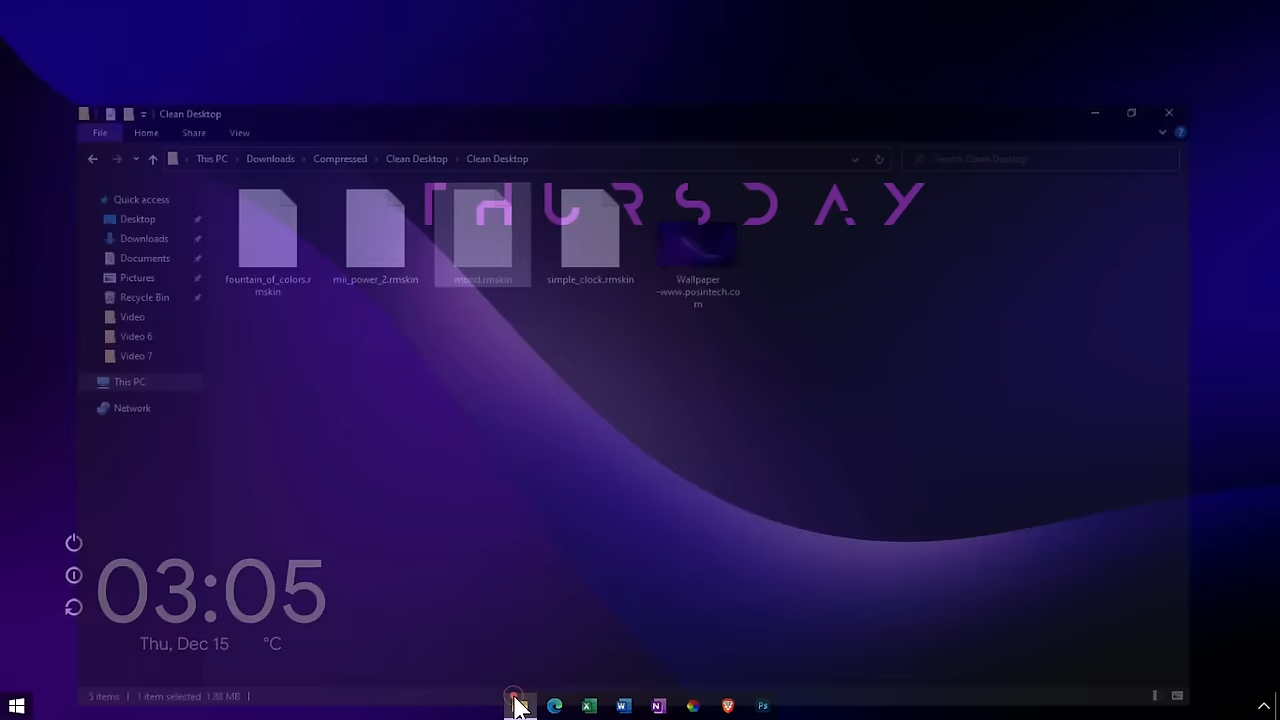 Clean Desktop
File Home Share View
This PC Downloads Compressed Clean Desktop Clean Desktop
Search Clean Desktop
THURSDAY
Quick access
Desktop
Downloads
Documents
Pictures
Recycle Bin
Video
Video 6
Video 7
This PC
Network
fountain_of_colors.r
mskin
mii_power_2.rmskin
mond.rmskin
simple_clock.rmskin
Wallpaper
-www.posintech.co
m
03:05
Thu, Dec 15 °C
5 items 1 item selected 1.88 MB